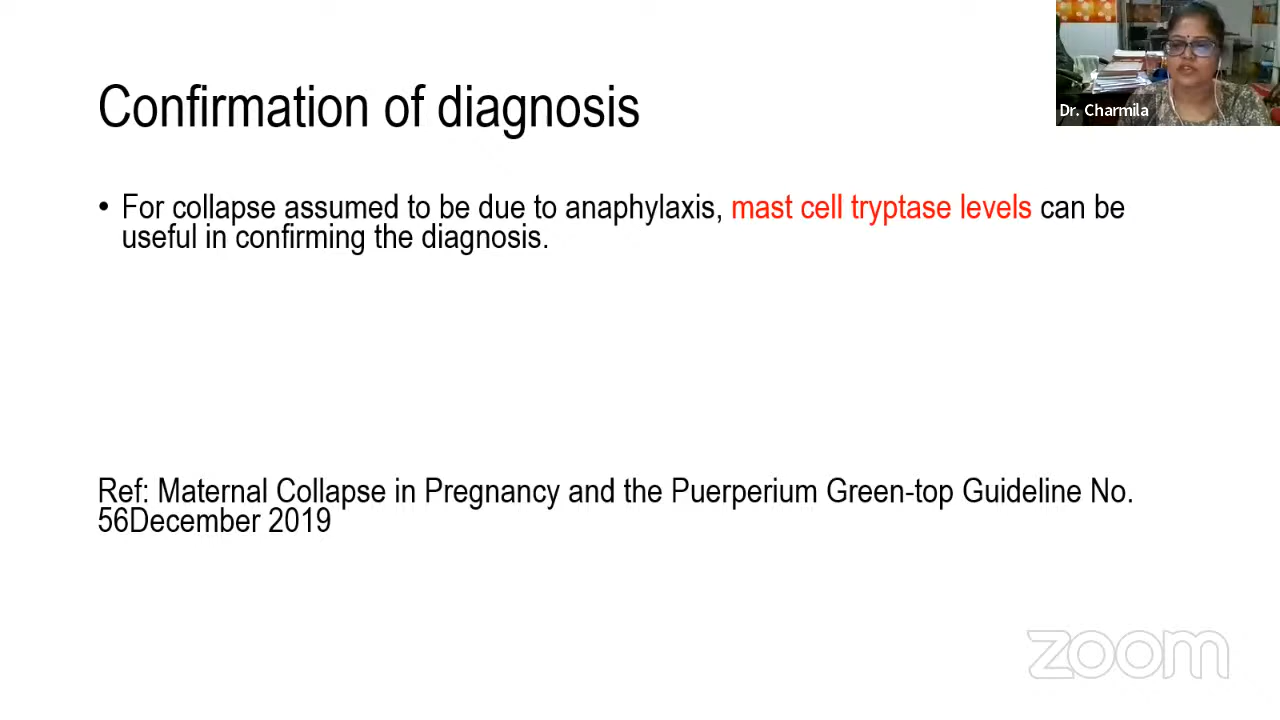 Confirmation of diagnosis
Dr. Charmila
• For collapse assumed to be due to anaphylaxis, mast cell tryptase levels can be
useful in confirming the diagnosis.
Ref: Maternal Collapse in Pregnancy and the Puerperium Green-top Guideline No.
56December 2019
zoom